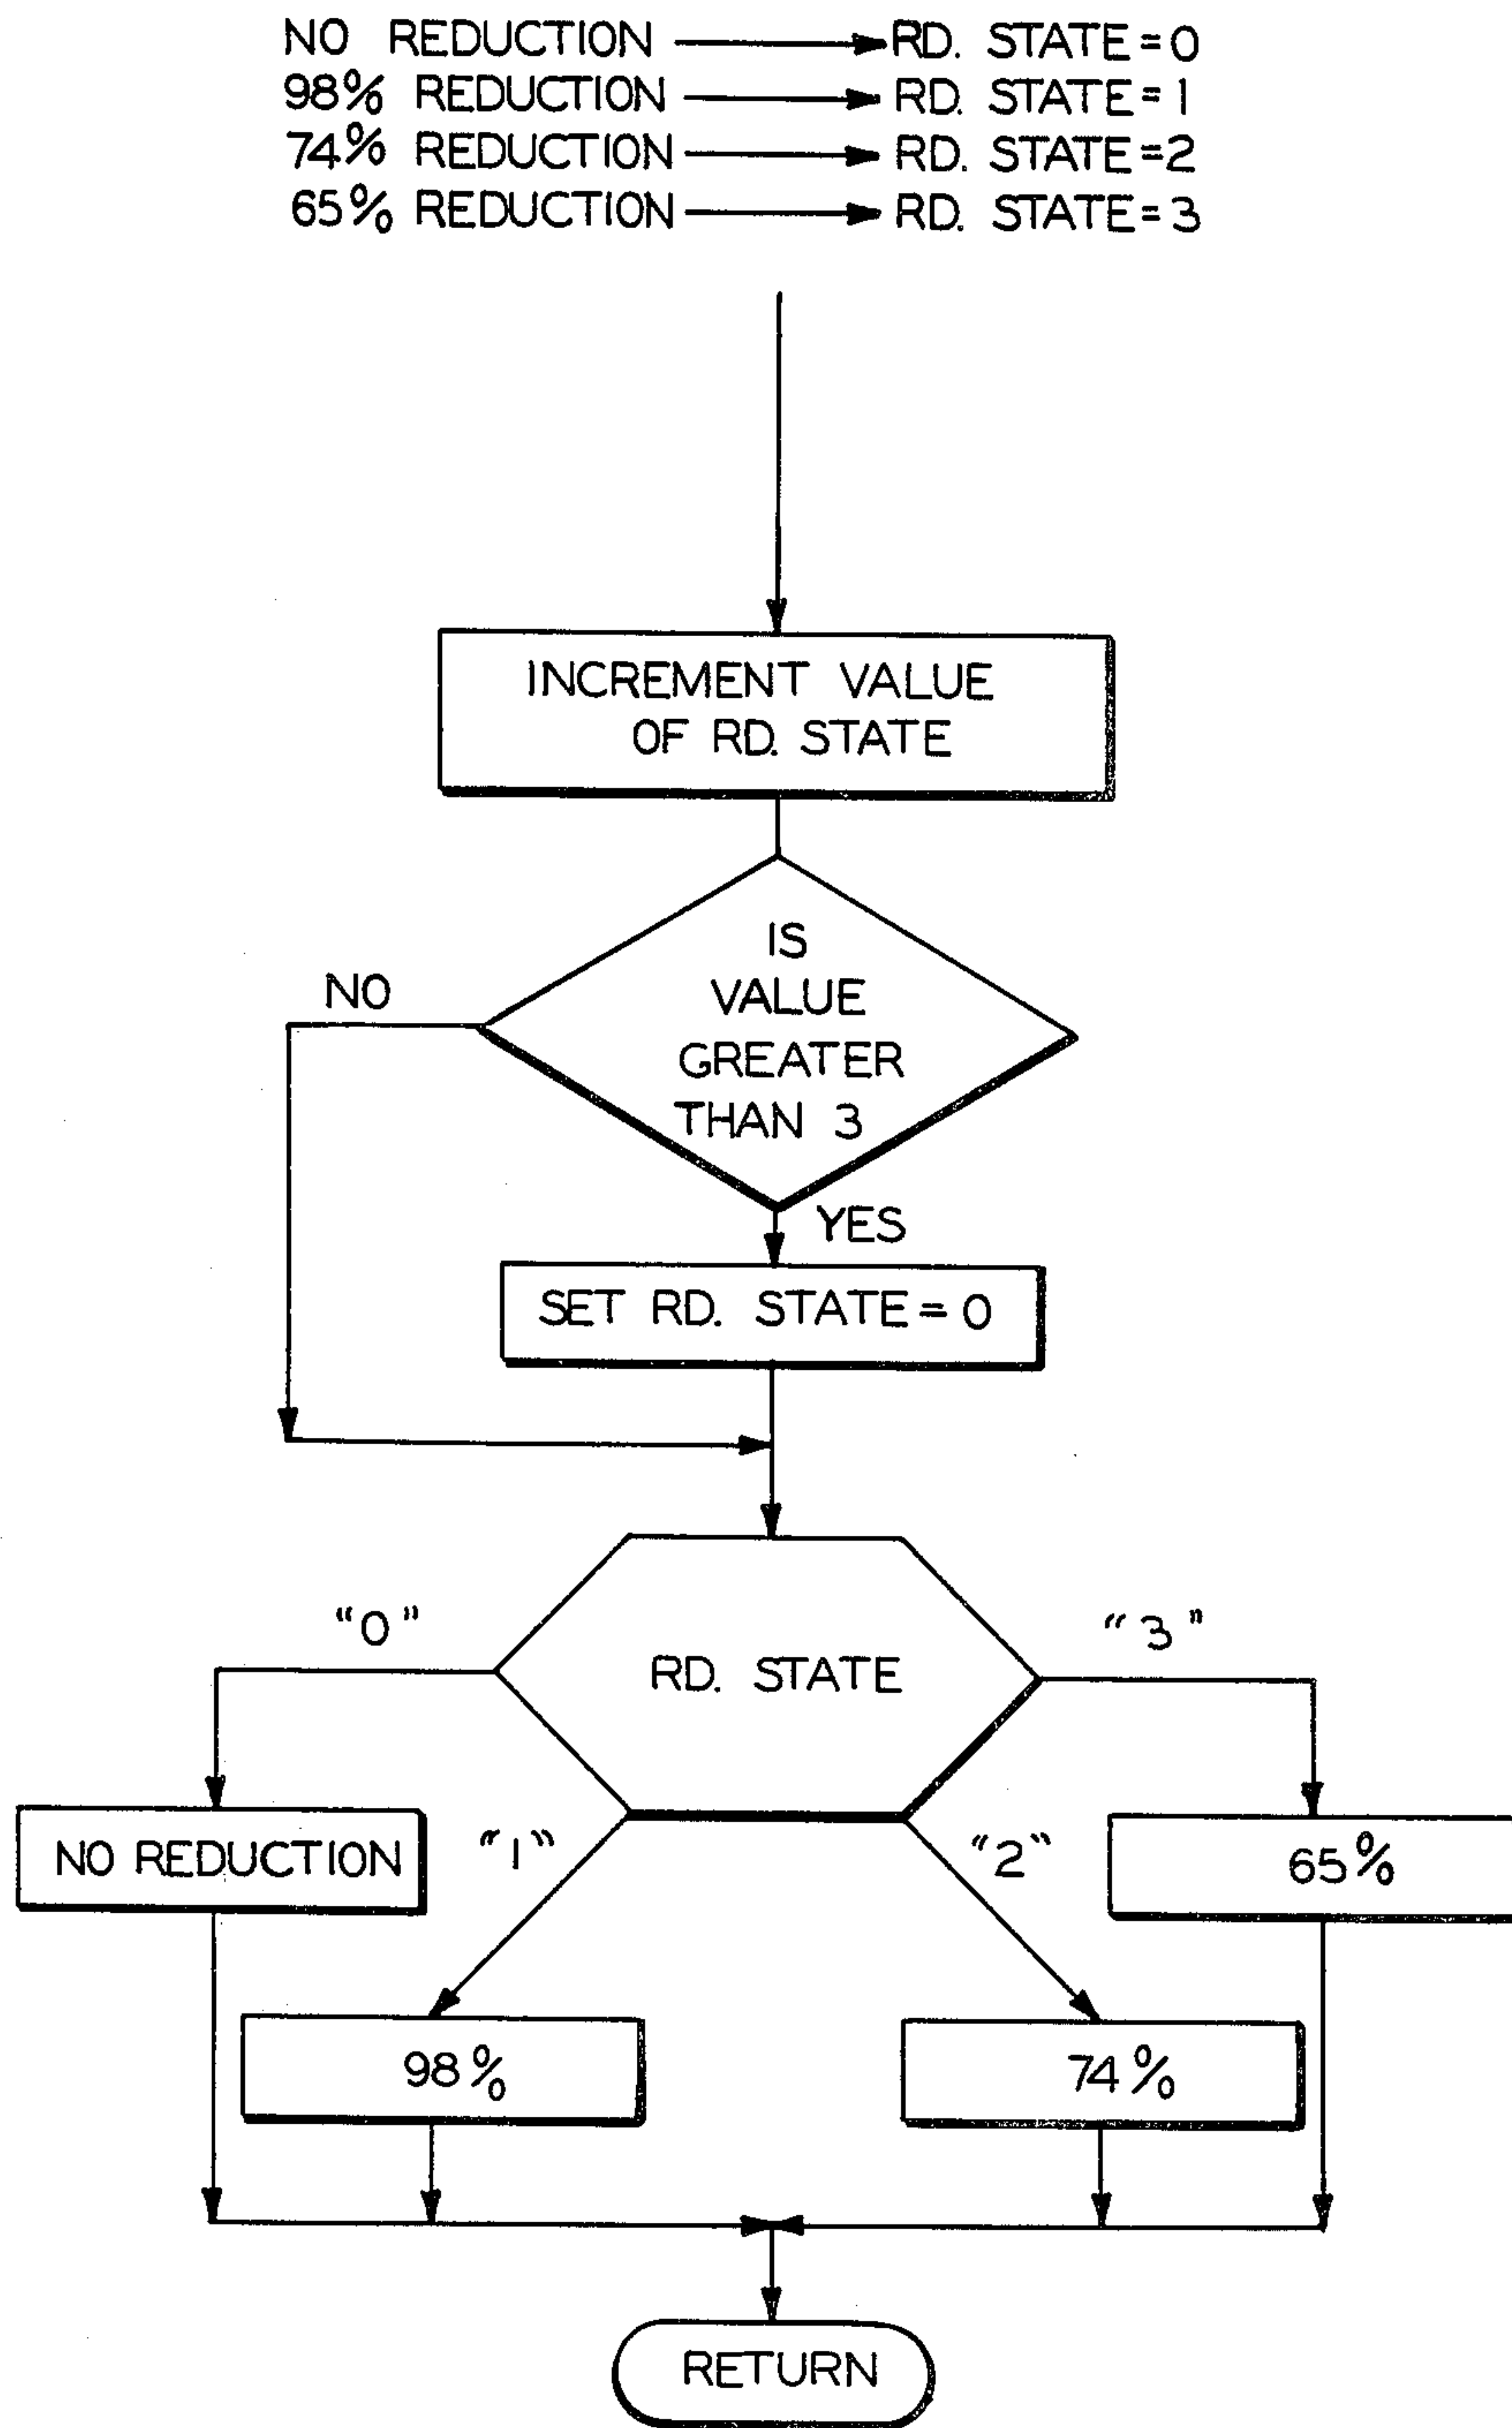 NO REDUCTION RD. STATE=0
98% REDUCTION RD. STATE=1
74% REDUCTION RD. STATE=2
65% REDUCTION RD. STATE=3
INCREMENT VALUE
OF RD. STATE
IS
VALUE
GREATER
THAN 3
NO
YES
SET RD. STATE = 0
RD. STATE
"0"
"3"
"1"
"2"
NO REDUCTION
65%
98%
74%
RETURN